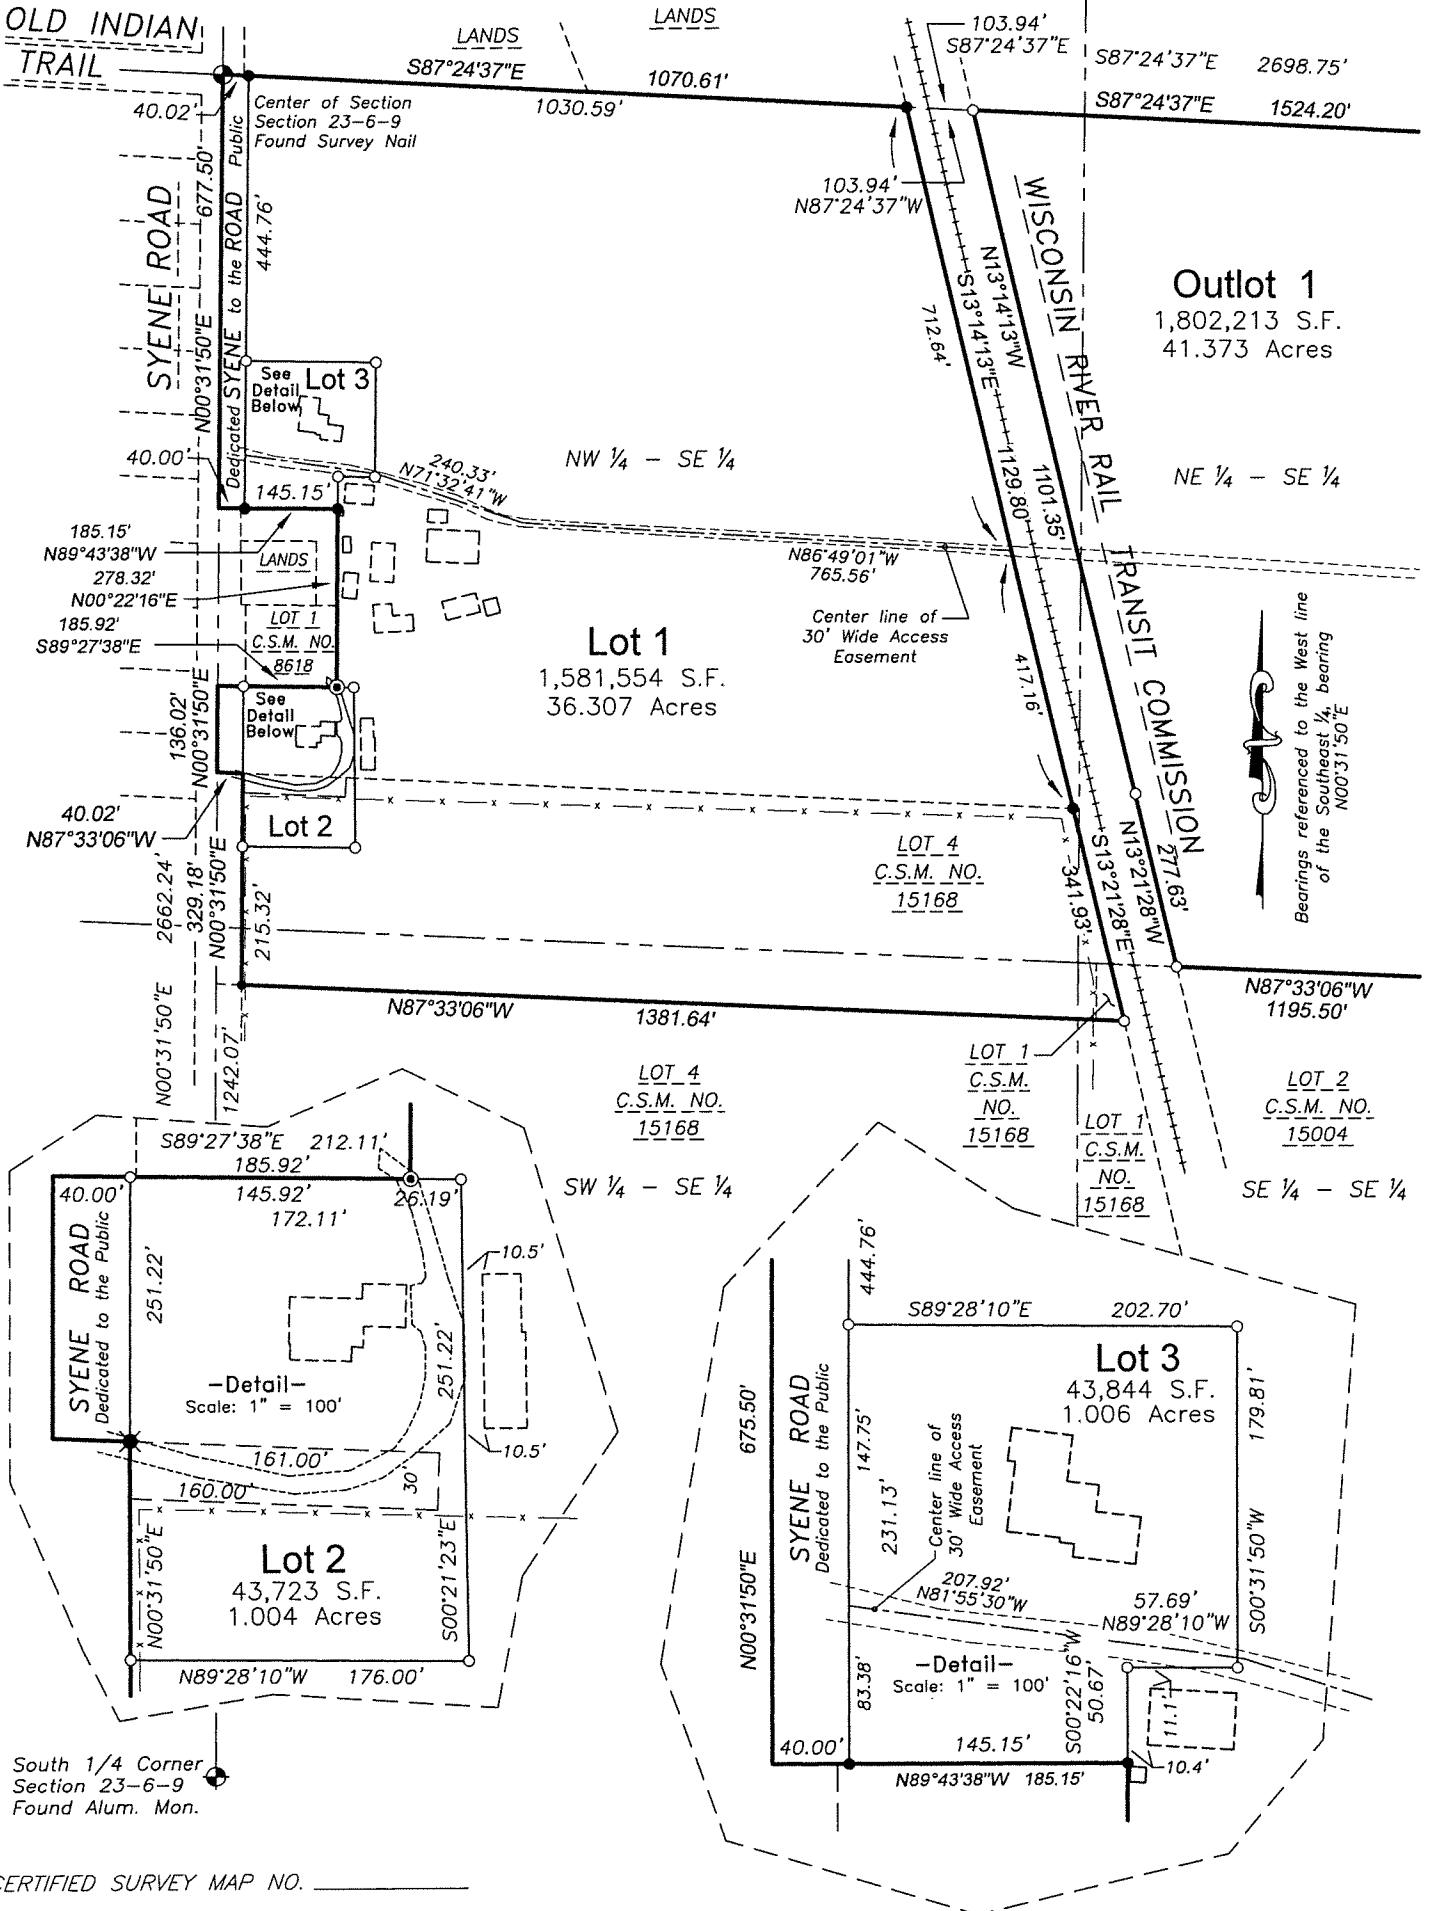 OLD INDIAN
TRAIL
LANDS
LANDS
S87°24'37"E
1070.61'
1030.59'
103.94'
S87°24'37"E
S87°24'37"E 2698.75'
S87°24'37"E 1524.20'
40.02'
Center of Section
Section 23-6-9
Found Survey Nail
103.94'
N87°24'37"W
SYENE ROAD
677.50'
N00°31'50"E
Dedicated SYENE to the ROAD Public
444.76'
WISCONSIN RIVER RAIL TRANSIT COMMISSION
Outlot 1
1,802,213 S.F.
41.373 Acres
712.64'
N13°14'13"W
S13°14'13"E
1129.80'
1101.35'
See
Detail
Below
Lot 3
40.00'
145.15'
240.33'
N71°32'41"W
NW ¼ - SE ¼
NE ¼ - SE ¼
185.15'
N89°43'38"W
278.32'
N00°22'16"E
185.92'
S89°27'38"E
LANDS
LOT 1
C.S.M. NO.
8618
N86°49'01"W
765.56'
Center line of
30' Wide Access
Easement
Lot 1
1,581,554 S.F.
36.307 Acres
417.16'
Bearings referenced to the West line
of the Southeast ¼, bearing
N00°31'50"E
136.02'
N00°31'50"E
See
Detail
Below
40.02'
N87°33'06"W
Lot 2
LOT 4
C.S.M. NO.
15168
341.93'
S13°21'28"E
N13°21'28"W
277.63'
2662.24'
N00°31'50"E
329.18'
N00°31'50"E
1242.07'
215.32'
N87°33'06"W
1381.64'
N87°33'06"W
1195.50'
LOT 4
C.S.M. NO.
15168
LOT 1
C.S.M.
NO.
15168
LOT 1
C.S.M.
NO.
15168
LOT 2
C.S.M. NO.
15004
SW ¼ - SE ¼
SE ¼ - SE ¼
S89°27'38"E 212.11'
185.92'
40.00'
145.92'
26.19'
172.11'
SYENE ROAD
Dedicated to the Public
251.22'
251.22'
10.5'
10.5'
-Detail-
Scale: 1" = 100'
161.00'
160.00'
30'
N00°31'50"E
S00°21'23"E
Lot 2
43,723 S.F.
1.004 Acres
N89°28'10"W 176.00'
444.76'
S89°28'10"E 202.70'
Lot 3
43,844 S.F.
1.006 Acres
675.50'
N00°31'50"E
SYENE ROAD
Dedicated to the Public
147.75'
231.13'
Center line of
30' Wide Access
Easement
179.81'
S00°31'50"W
207.92'
N81°55'30"W
57.69'
N89°28'10"W
83.38'
-Detail-
Scale: 1" = 100'
S00°22'16"W
50.67'
11.1'
10.4'
40.00'
145.15'
N89°43'38"W 185.15'
South 1/4 Corner
Section 23-6-9
Found Alum. Mon.
CERTIFIED SURVEY MAP NO.